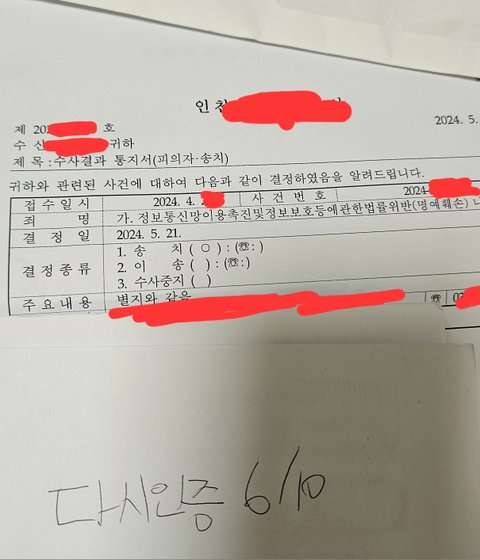 인천
제 20 호 2024. 5.
수 신 귀하
제 목 : 수사결과 통지서(피의자·송치)
귀하와 관련된 사건에 대하여 다음과 같이 결정하였음을 알려드립니다.
접 수 일 시 2024. 4. 사 건 번 호 2024-
죄 명 가. 정보통신망이용촉진및정보보호등에관한법률위반(명예훼손) 나
결 정 일 2024. 5. 21.
결정종류 1. 송 치 ( ○ ) : (☏: )
2. 이 송 ( ) : (☏: )
3. 수사중지 ( )
주요내용 별지와 같음 ☏ 0
다시인증 6/10